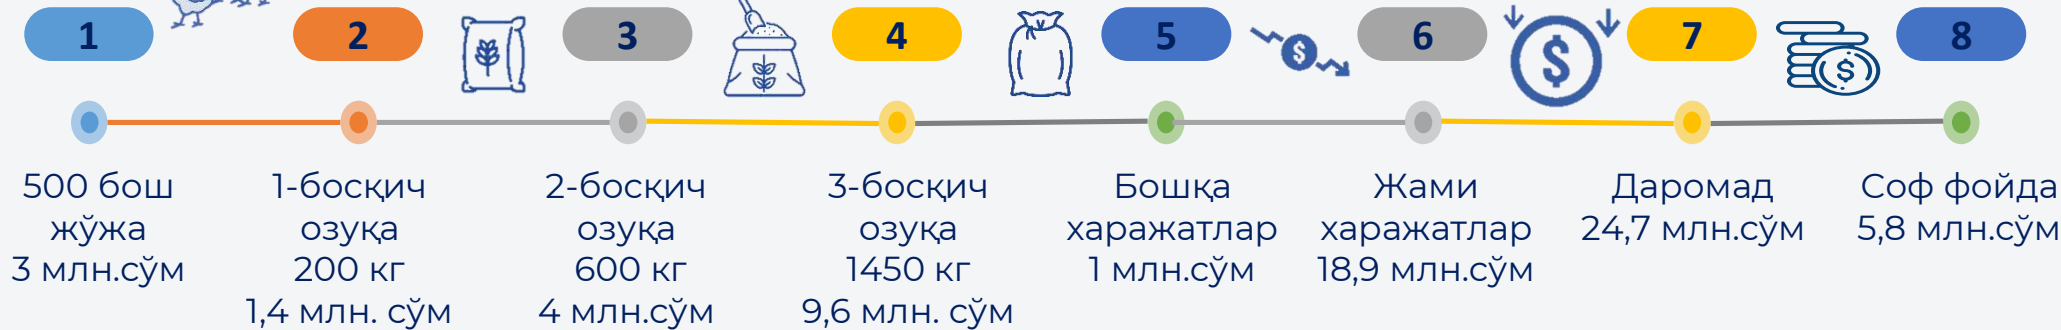 1
2
3
4
5
6
7
8
500 бош
жўжа
3 млн.сўм
1-босқич
озуқа
200 кг
1,4 млн. сўм
2-босқич
озуқа
600 кг
4 млн.сўм
3-босқич
озуқа
1450 кг
9,6 млн. сўм
Бошқа
харажатлар
1 млн.сўм
Жами
харажатлар
18,9 млн.сўм
Даромад
24,7 млн.сўм
Соф фойда
5,8 млн.сўм